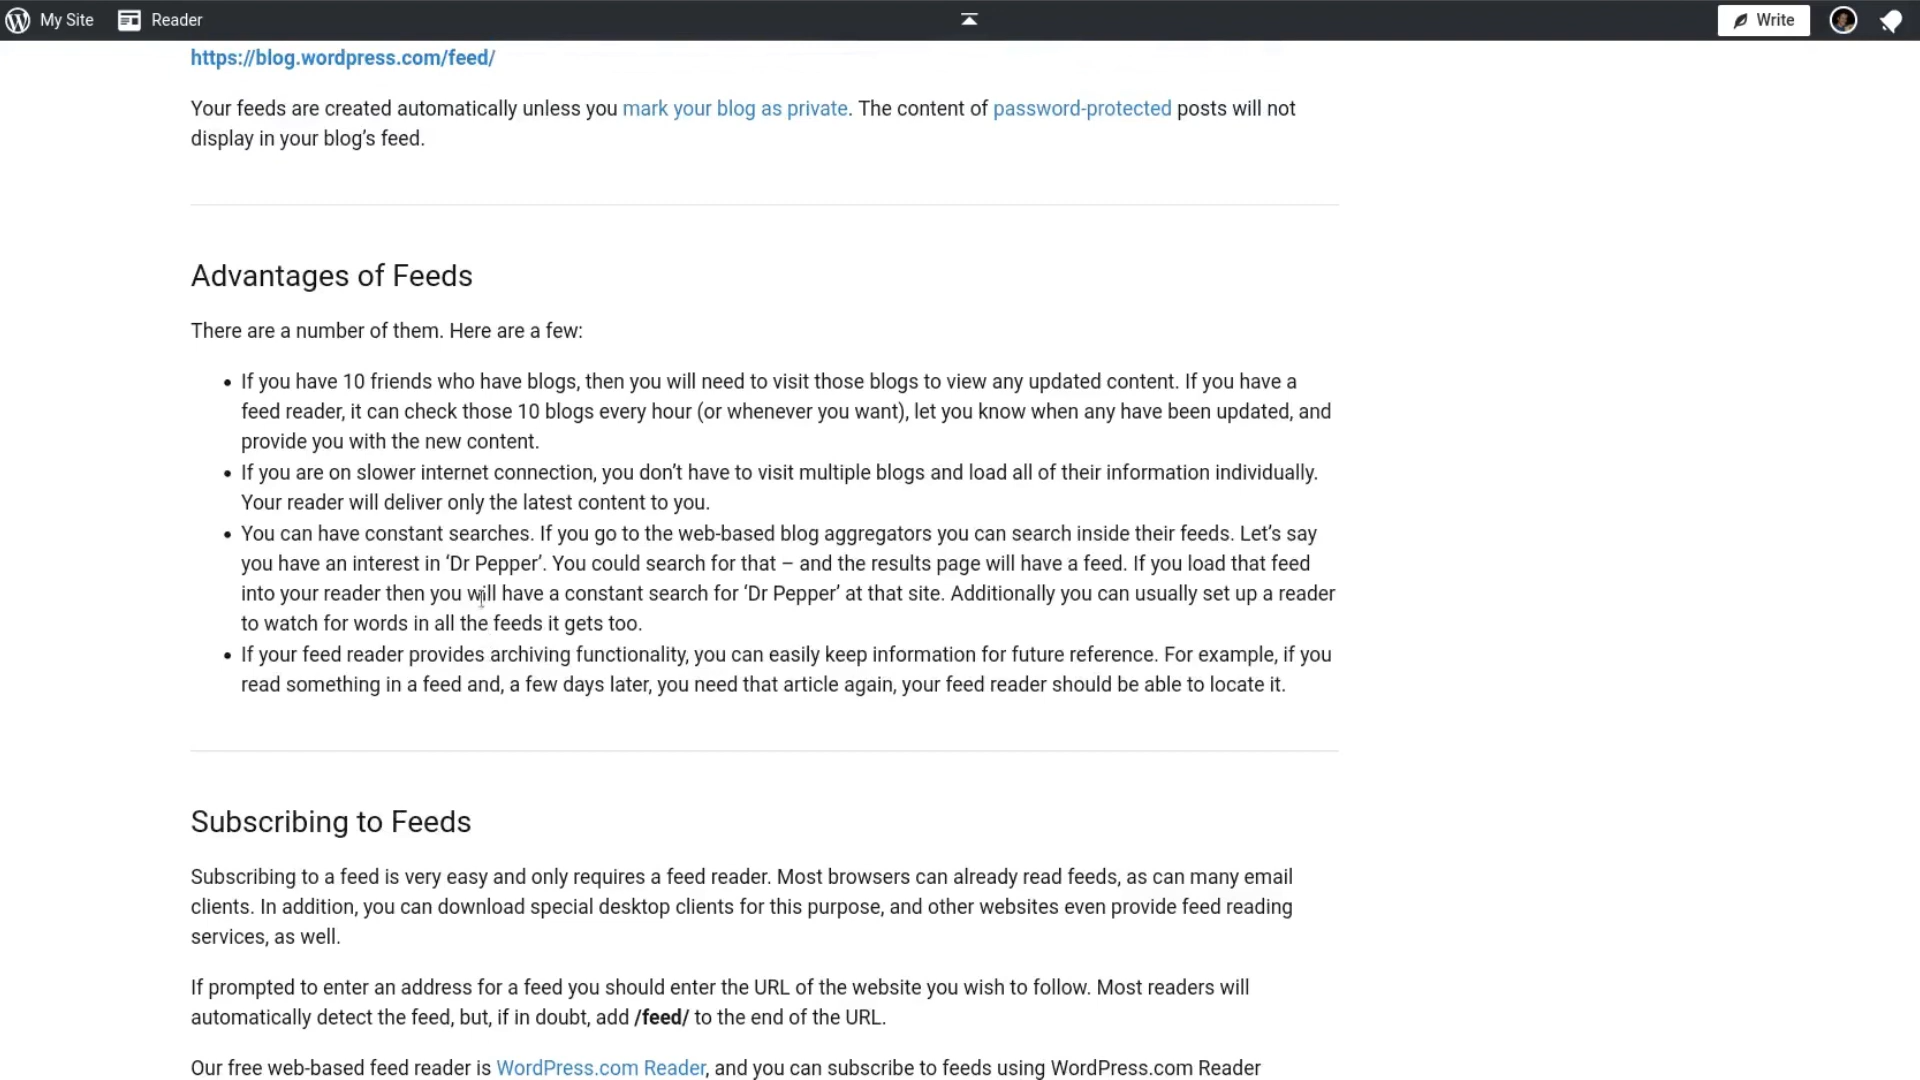 My Site Reader Write
https://blog.wordpress.com/feed/
Your feeds are created automatically unless you mark your blog as private. The content of password-protected posts will not
display in your blog’s feed.
Advantages of Feeds
There are a number of them. Here are a few:
• If you have 10 friends who have blogs, then you will need to visit those blogs to view any updated content. If you have a
feed reader, it can check those 10 blogs every hour (or whenever you want), let you know when any have been updated, and
provide you with the new content.
• If you are on slower internet connection, you don’t have to visit multiple blogs and load all of their information individually.
Your reader will deliver only the latest content to you.
• You can have constant searches. If you go to the web-based blog aggregators you can search inside their feeds. Let’s say
you have an interest in ‘Dr Pepper’. You could search for that – and the results page will have a feed. If you load that feed
into your reader then you will have a constant search for ‘Dr Pepper’ at that site. Additionally you can usually set up a reader
to watch for words in all the feeds it gets too.
• If your feed reader provides archiving functionality, you can easily keep information for future reference. For example, if you
read something in a feed and, a few days later, you need that article again, your feed reader should be able to locate it.
Subscribing to Feeds
Subscribing to a feed is very easy and only requires a feed reader. Most browsers can already read feeds, as can many email
clients. In addition, you can download special desktop clients for this purpose, and other websites even provide feed reading
services, as well.
If prompted to enter an address for a feed you should enter the URL of the website you wish to follow. Most readers will
automatically detect the feed, but, if in doubt, add /feed/ to the end of the URL.
Our free web-based feed reader is WordPress.com Reader, and you can subscribe to feeds using WordPress.com Reader